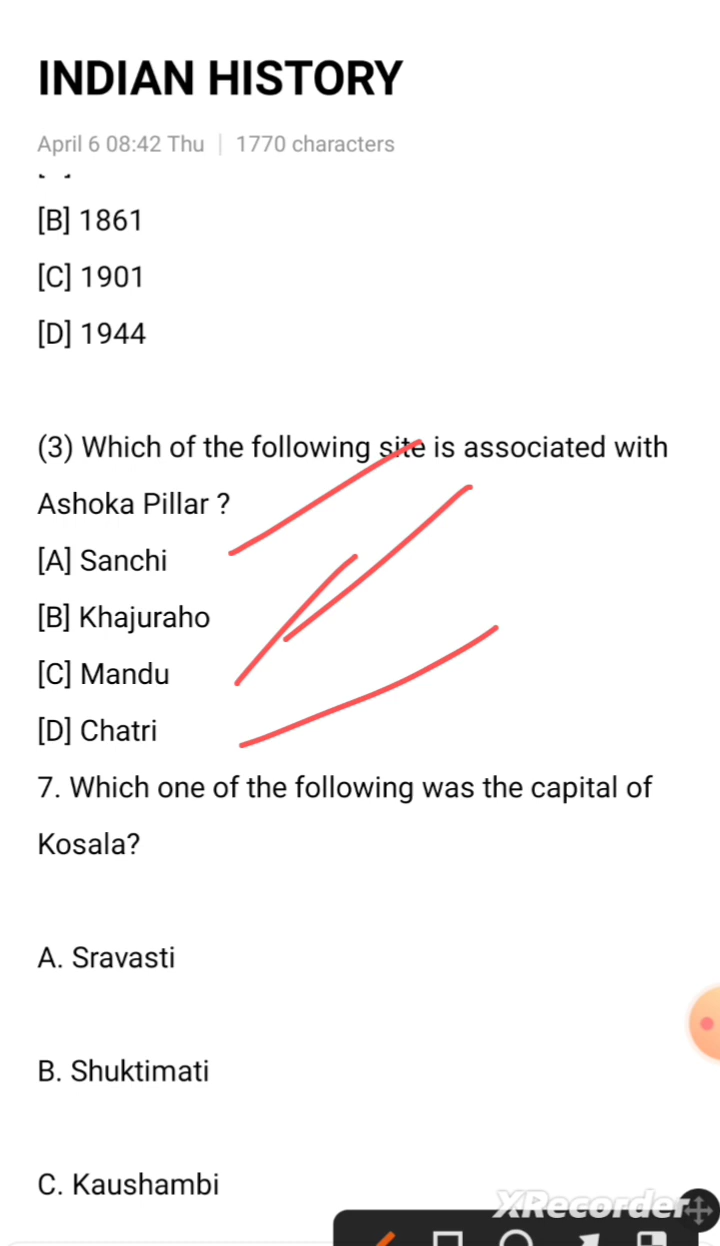 INDIAN HISTORY
April 6 08:42 Thu | 1770 characters
[B] 1861
[C] 1901
[D] 1944
(3) Which of the following site is associated with
Ashoka Pillar ?
[A] Sanchi
[B] Khajuraho
[C] Mandu
[D] Chatri
7. Which one of the following was the capital of
Kosala?
A. Sravasti
B. Shuktimati
C. Kaushambi
XRecorder